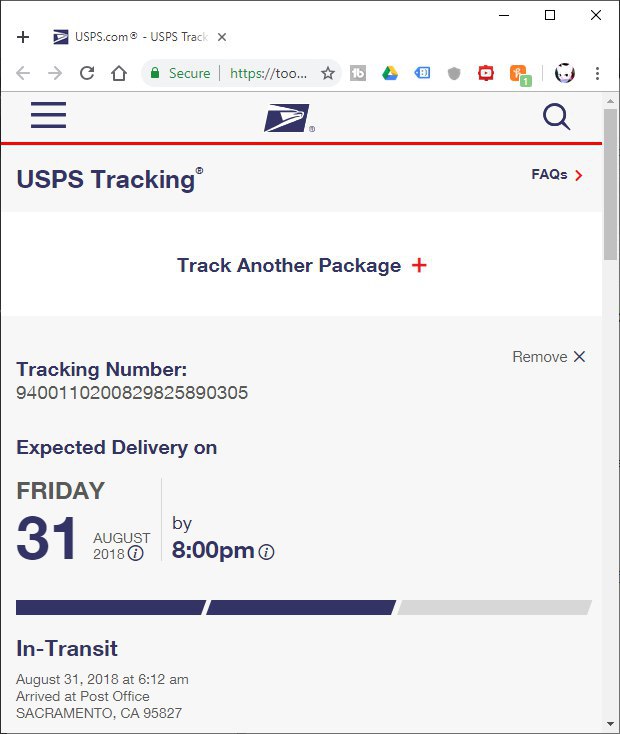 USPS.com® - USPS Track
Secure
https://too...
1
®
USPS Tracking®
FAQs
Track Another Package +
Remove
Tracking Number:
9400110200829825890305
Expected Delivery on
FRIDAY
31 AUGUST
2018
by
8:00pm
In-Transit
August 31, 2018 at 6:12 am
Arrived at Post Office
SACRAMENTO, CA 95827